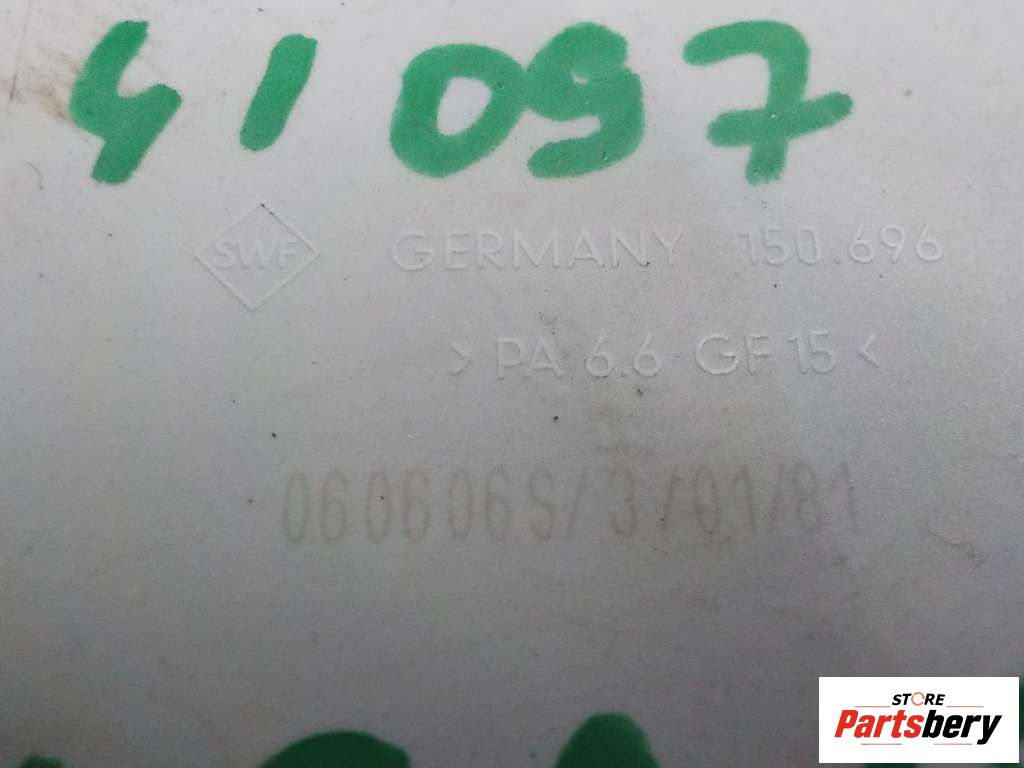 41097
SWF GERMANY 150.696
>PA 6.6 GF 15<
060606S/3/01/81
STORE
Partsbery